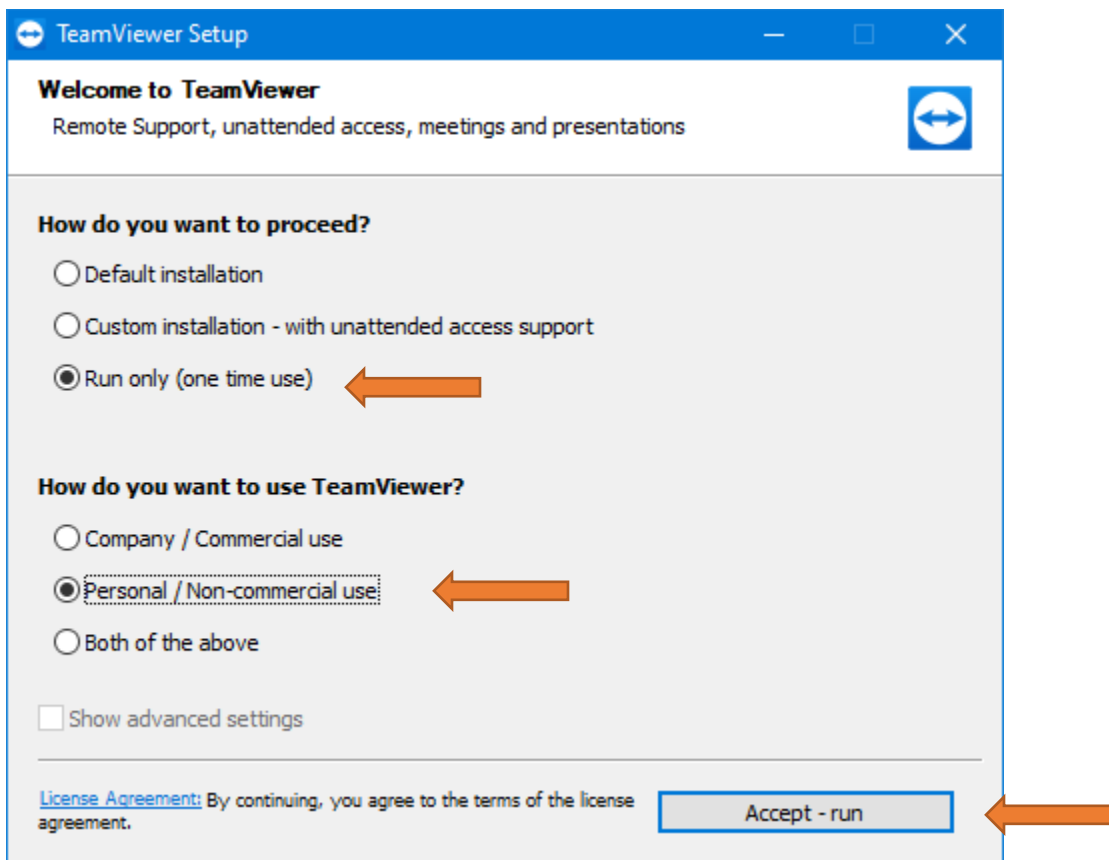 TeamViewer Setup
Welcome to TeamViewer
Remote Support, unattended access, meetings and presentations
How do you want to proceed?
Default installation
Custom installation - with unattended access support
Run only (one time use)
How do you want to use TeamViewer?
Company / Commercial use
Personal / Non-commercial use
Both of the above
Show advanced settings
License Agreement: By continuing, you agree to the terms of the license
agreement.
Accept - run